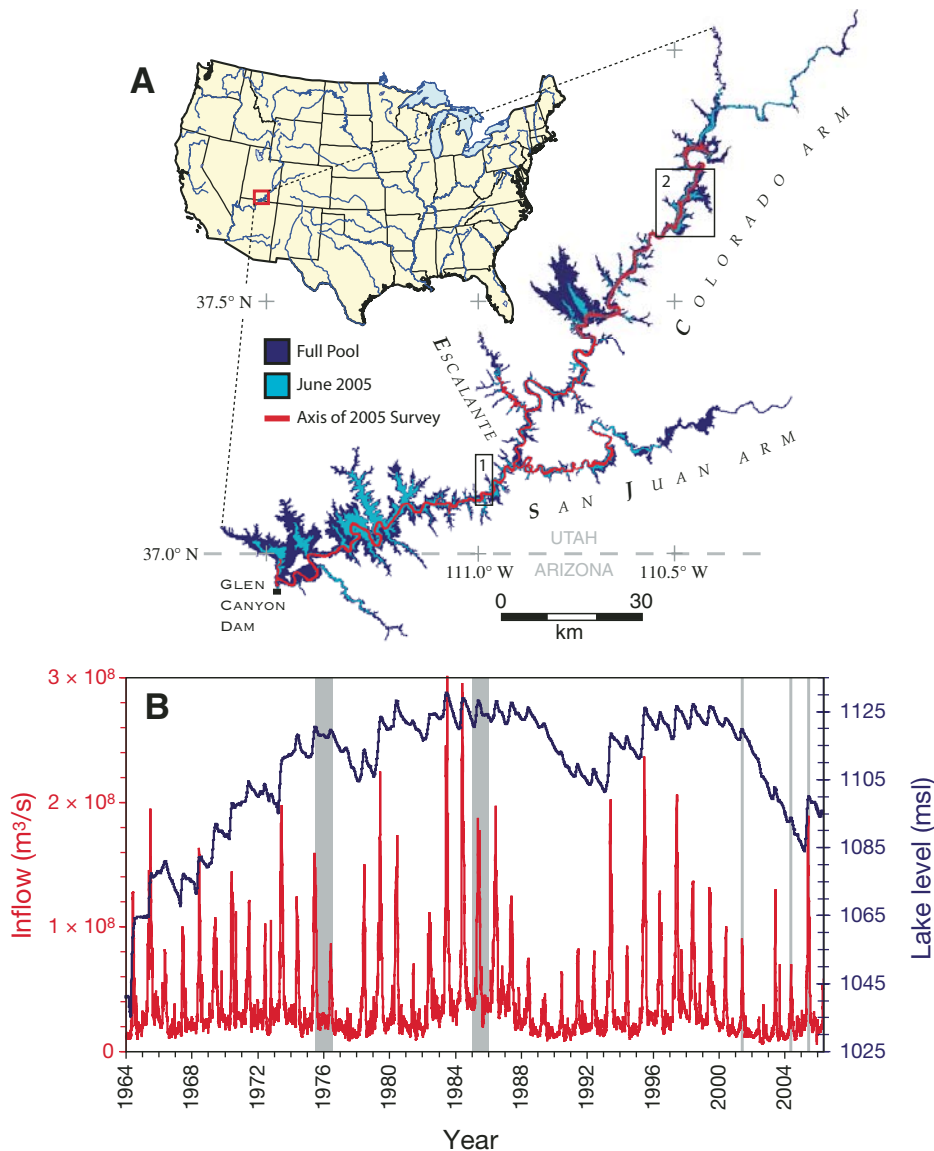 A
2
COLORADO ARM
37.5° N
Full Pool
June 2005
Axis of 2005 Survey
ESCALANTE
1
SAN JUAN ARM
UTAH
37.0° N
ARIZONA
111.0° W
110.5° W
GLEN
CANYON
DAM
0 30
km
B
3 × 10⁸
2 × 10⁸
1 × 10⁸
0
Inflow (m³/s)
1125
1105
1085
1065
1045
1025
Lake level (msl)
1964 1968 1972 1976 1980 1984 1988 1992 1996 2000 2004
Year